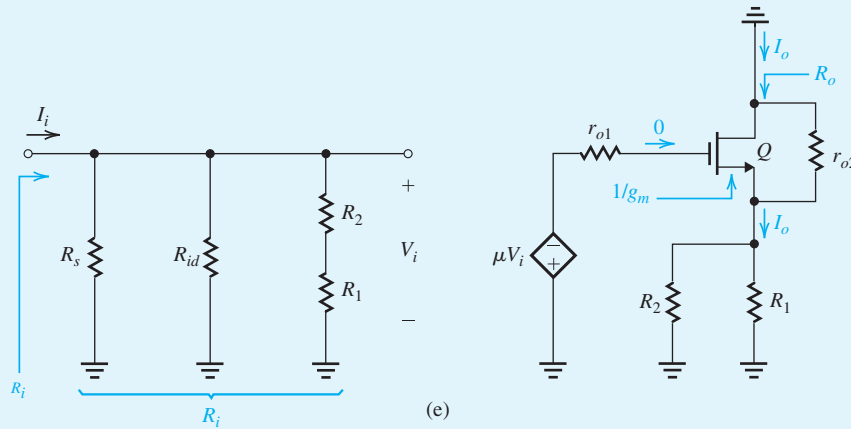 I_i
R_i
R_s
R_id
R_2
R_1
+
V_i
−
R_i
I_o
R_o
r_o1
0
Q
r_o2
1/g_m
I_o
μV_i
−
+
R_2
R_1
(e)